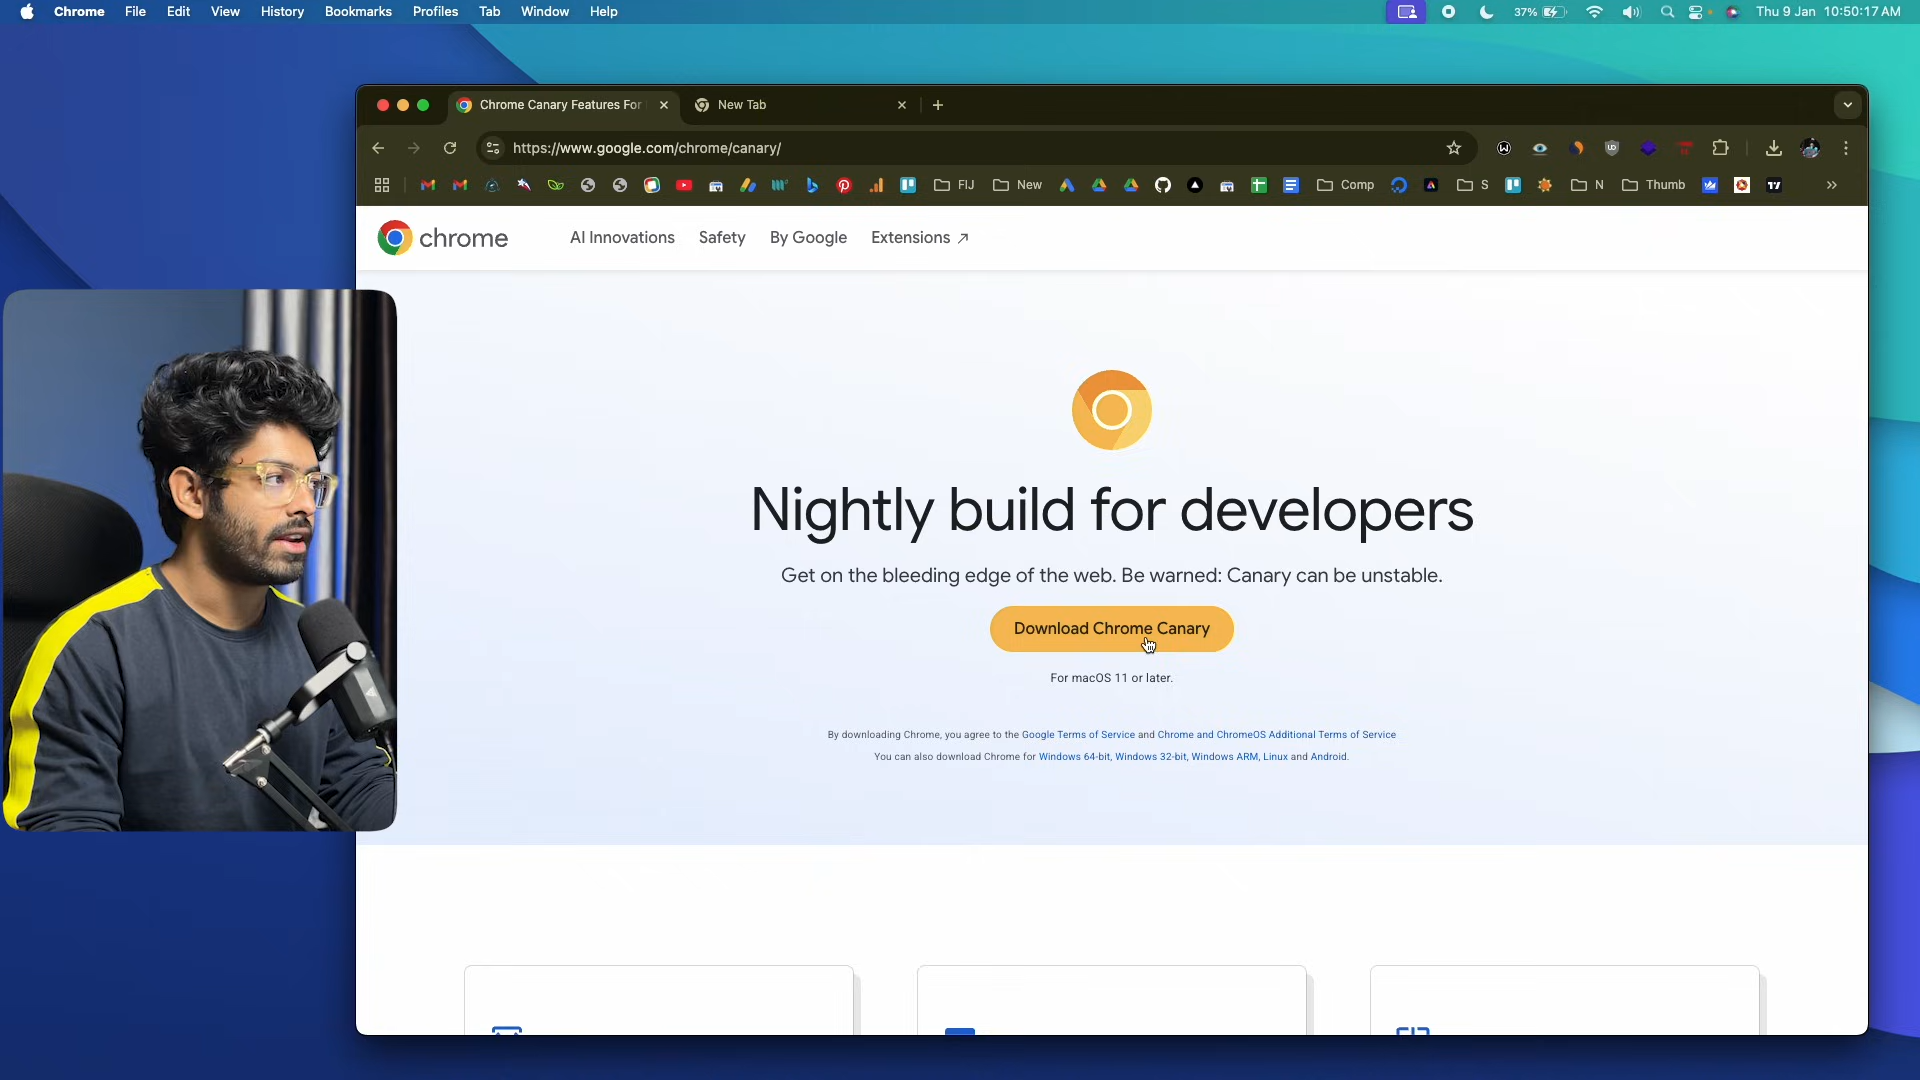 Chrome File Edit View History Bookmarks Profiles Tab Window Help
37%
Thu 9 Jan 10:50:17 AM
Chrome Canary Features For
New Tab
https://www.google.com/chrome/canary/
FIJ
New
Comp
S
N
Thumb
chrome
AI Innovations Safety By Google Extensions ↗
Nightly build for developers
Get on the bleeding edge of the web. Be warned: Canary can be unstable.
Download Chrome Canary
For macOS 11 or later.
By downloading Chrome, you agree to the Google Terms of Service and Chrome and ChromeOS Additional Terms of Service
You can also download Chrome for Windows 64-bit, Windows 32-bit, Windows ARM, Linux and Android.